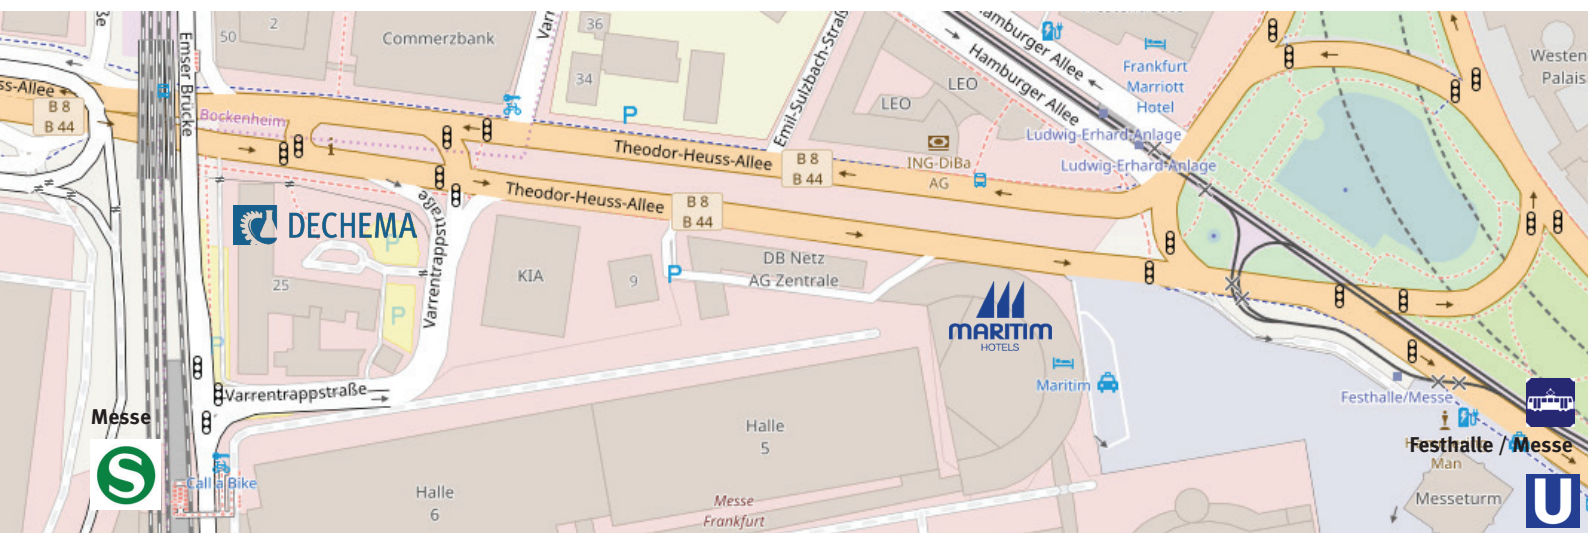 2
50
Commerzbank
Emser Brücke
36
34
P
Emil-Sulzbach-Straß
Hamburger Allee
Hamburger Allee
LEO
LEO
Frankfurt
Marriott
Hotel
Westen
Palais
ss-Allee
B 8
B 44
Bockenheim
i
Theodor-Heuss-Allee
B 8
B 44
ING-DiBa
AG
Ludwig-Erhard-Anlage
Ludwig-Erhard-Anlage
Theodor-Heuss-Allee
B 8
B 44
DECHEMA
P
Varrentrappstraße
KIA
9
P
DB Netz
AG Zentrale
25
P
P
MARITIM
HOTELS
Maritim
Varrentrappstraße
Messe
S
Call a Bike
Halle
5
Halle
6
Messe
Frankfurt
Festhalle/Messe
Festhalle / Messe
Man
Messeturm
U